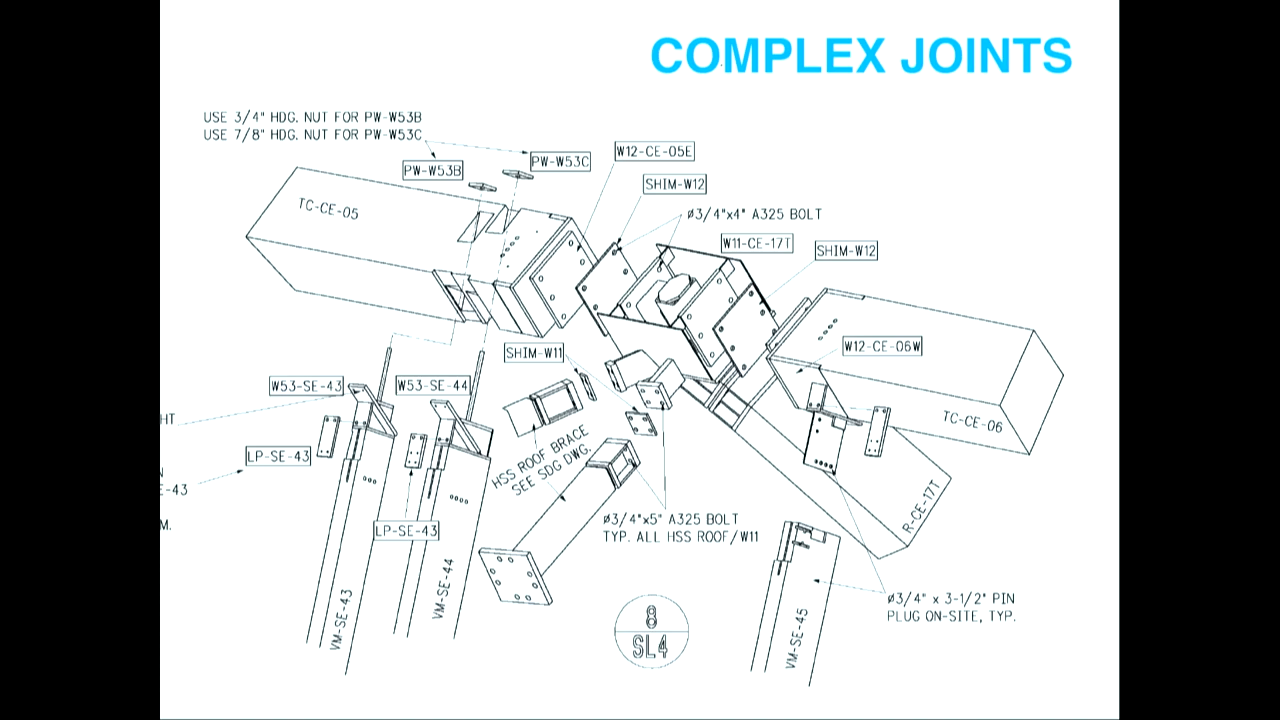 COMPLEX JOINTS
USE 3/4" HDG. NUT FOR PW-W53B
USE 7/8" HDG. NUT FOR PW-W53C
PW-W53B
PW-W53C
W12-CE-05E
SHIM-W12
ø3/4"x4" A325 BOLT
W11-CE-17T
SHIM-W12
TC-CE-05
W12-CE-06W
SHIM-W11
W53-SE-43
W53-SE-44
HT
TC-CE-06
LP-SE-43
N
E-43
HSS ROOF BRACE
SEE SDG DWG.
R-CE-17T
M.
LP-SE-43
ø3/4"x5" A325 BOLT
TYP. ALL HSS ROOF/W11
VM-SE-43
VM-SE-44
8
SL4
VM-SE-45
ø3/4" x 3-1/2" PIN
PLUG ON-SITE, TYP.